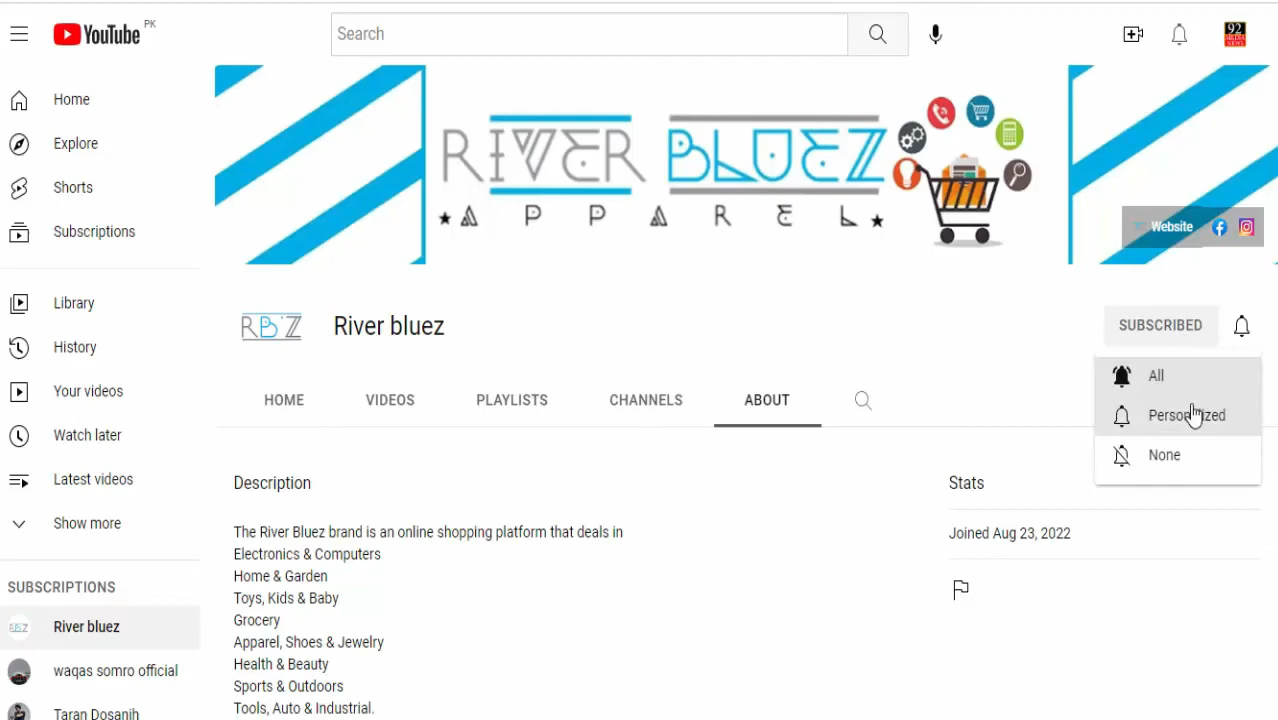 YouTube PK
Search
92
MEDIA
NEWS
Home
Explore
Shorts
Subscriptions
Library
History
Your videos
Watch later
Latest videos
Show more
SUBSCRIPTIONS
River bluez
waqas somro official
Taran Dosanjh
RIVER BLUEZ
APPAREL
Website
RB'Z
River bluez
SUBSCRIBED
All
Personalized
None
HOME
VIDEOS
PLAYLISTS
CHANNELS
ABOUT
Description
The River Bluez brand is an online shopping platform that deals in
Electronics & Computers
Home & Garden
Toys, Kids & Baby
Grocery
Apparel, Shoes & Jewelry
Health & Beauty
Sports & Outdoors
Tools, Auto & Industrial.
Stats
Joined Aug 23, 2022